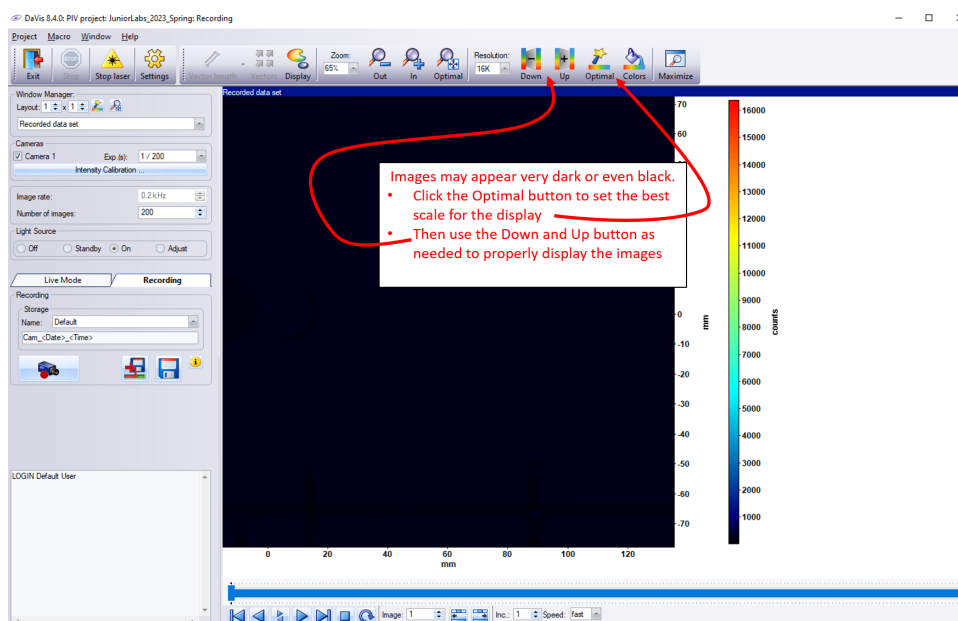 DaVis 8.4.0: PIV project: JuniorLabs_2023_Spring: Recording
Project Macro Window Help
Exit Stop Stop laser Settings Vector length Vectors Display Zoom: 65% Out In Optimal Resolution: 16K Down Up Optimal Colors Maximize
Window Manager:
Layout: 1 x 1
Recorded data set
Cameras
Camera 1 Exp.(s): 1 / 200
Intensity Calibration ...
Image rate: 0.2 kHz
Number of images: 200
Light Source
Off Standby On Adjust
Live Mode Recording
Recording
Storage
Name: Default
Cam_<Date>_<Time>
LOGIN Default User
Recorded data set
Images may appear very dark or even black.
• Click the Optimal button to set the best
scale for the display
• Then use the Down and Up button as
needed to properly display the images
70
60
0
-10
-20
-30
-40
-50
-60
-70
mm
16000
15000
14000
13000
12000
11000
10000
9000
8000
7000
6000
5000
4000
3000
2000
1000
counts
0 20 40 60 80 100 120
mm
Image: 1 Inc.: 1 Speed: fast